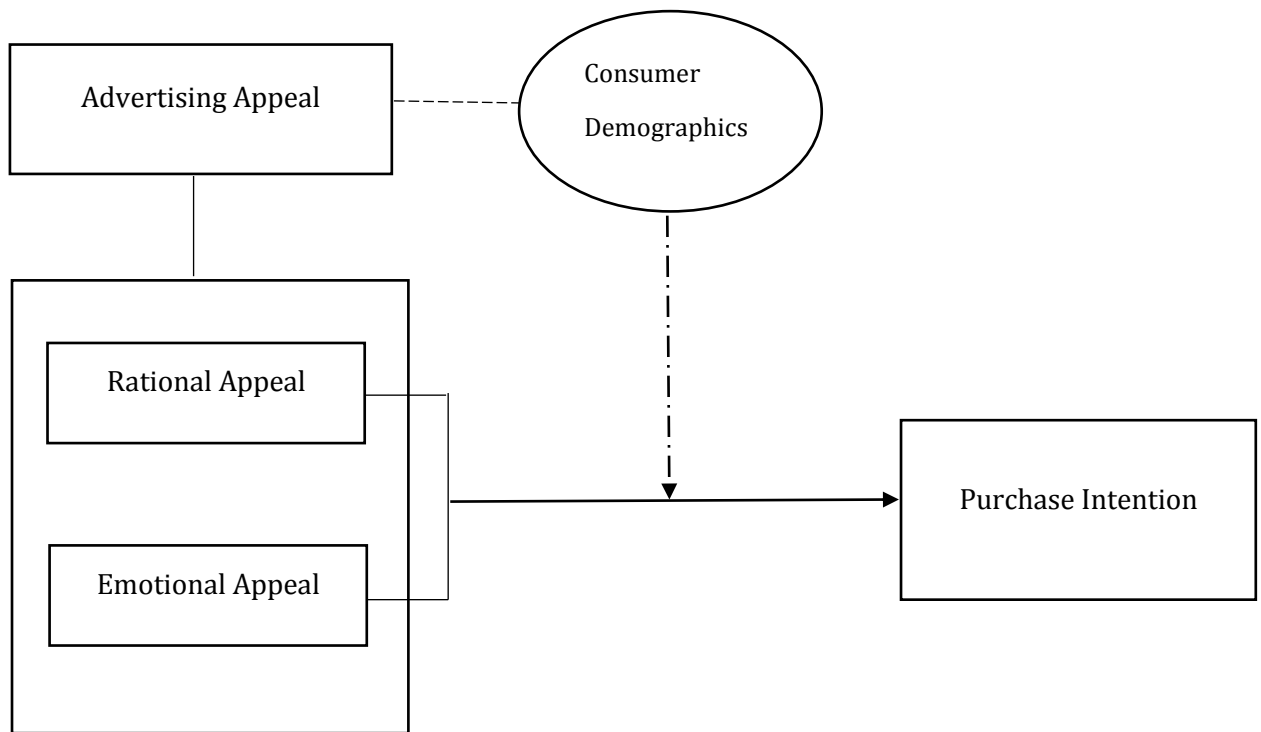 Advertising Appeal
Consumer
Demographics
Rational Appeal
Emotional Appeal
Purchase Intention